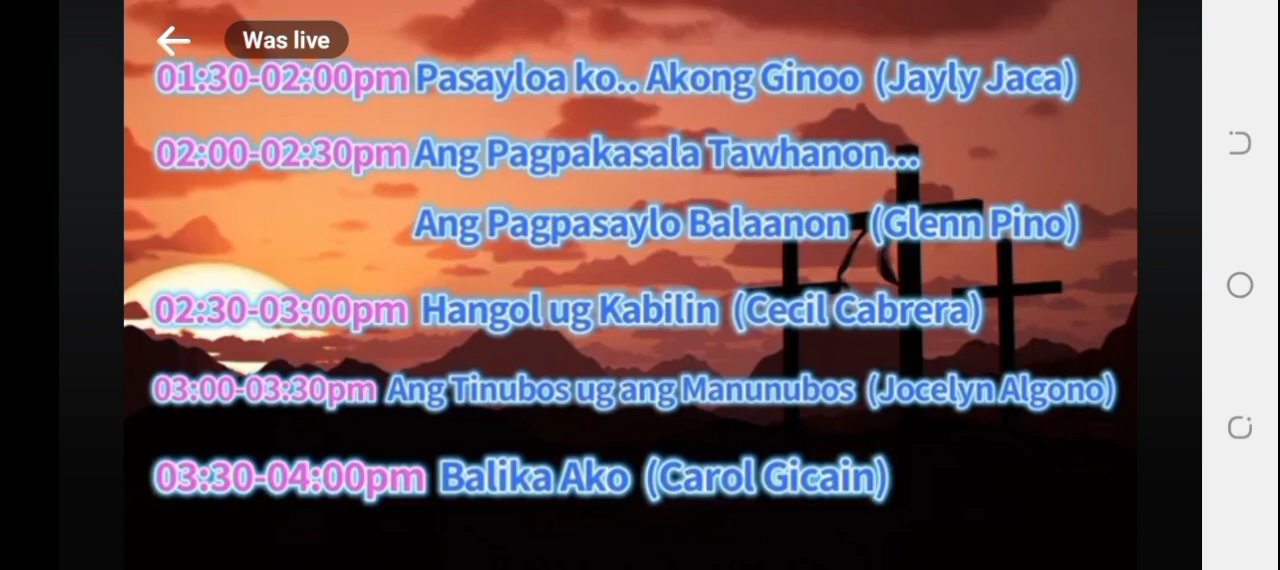 Was live
01:30-02:00pm Pasayloa ko.. Akong Ginoo (Jayly Jaca)
02:00-02:30pm Ang Pagpakasala Tawhanon...
Ang Pagpasaylo Balaanon (Glenn Pino)
02:30-03:00pm Hangol ug Kabilin (Cecil Cabrera)
03:00-03:30pm Ang Tinubos ug ang Manunubos (Jocelyn Algono)
03:30-04:00pm Balika Ako (Carol Gicain)